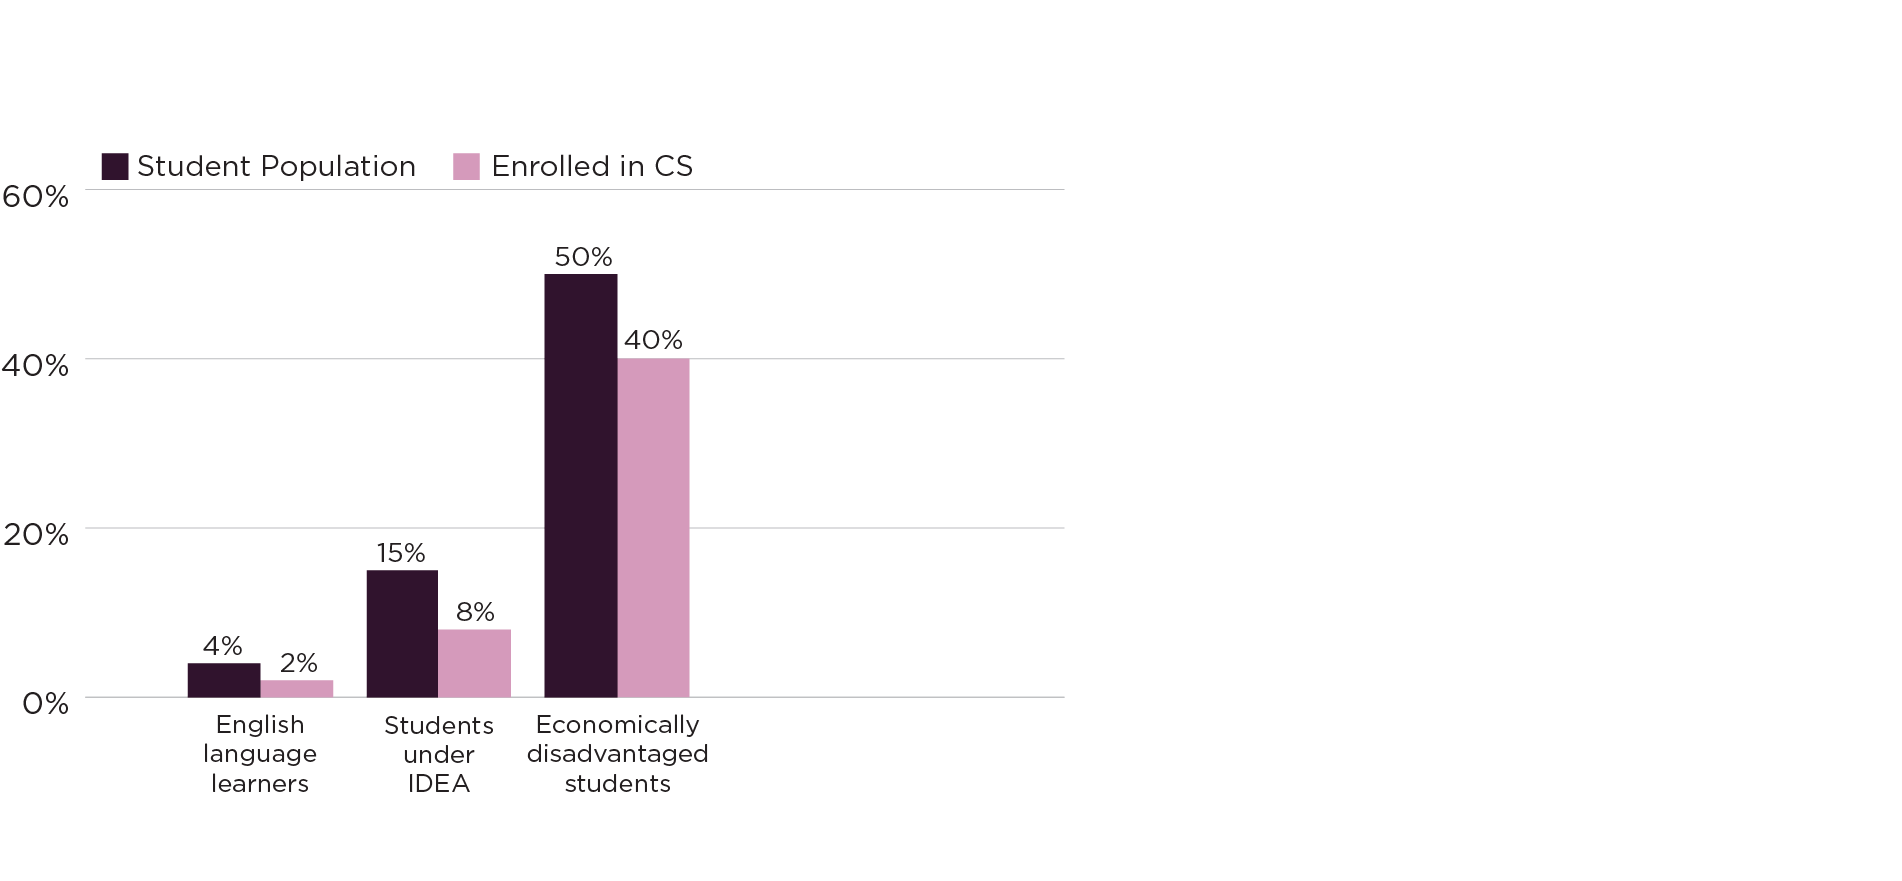 Student Population Enrolled in CS
60%
50%
40%
40%
20%
15%
8%
4%
2%
0%
English
language
learners
Students
under
IDEA
Economically
disadvantaged
students